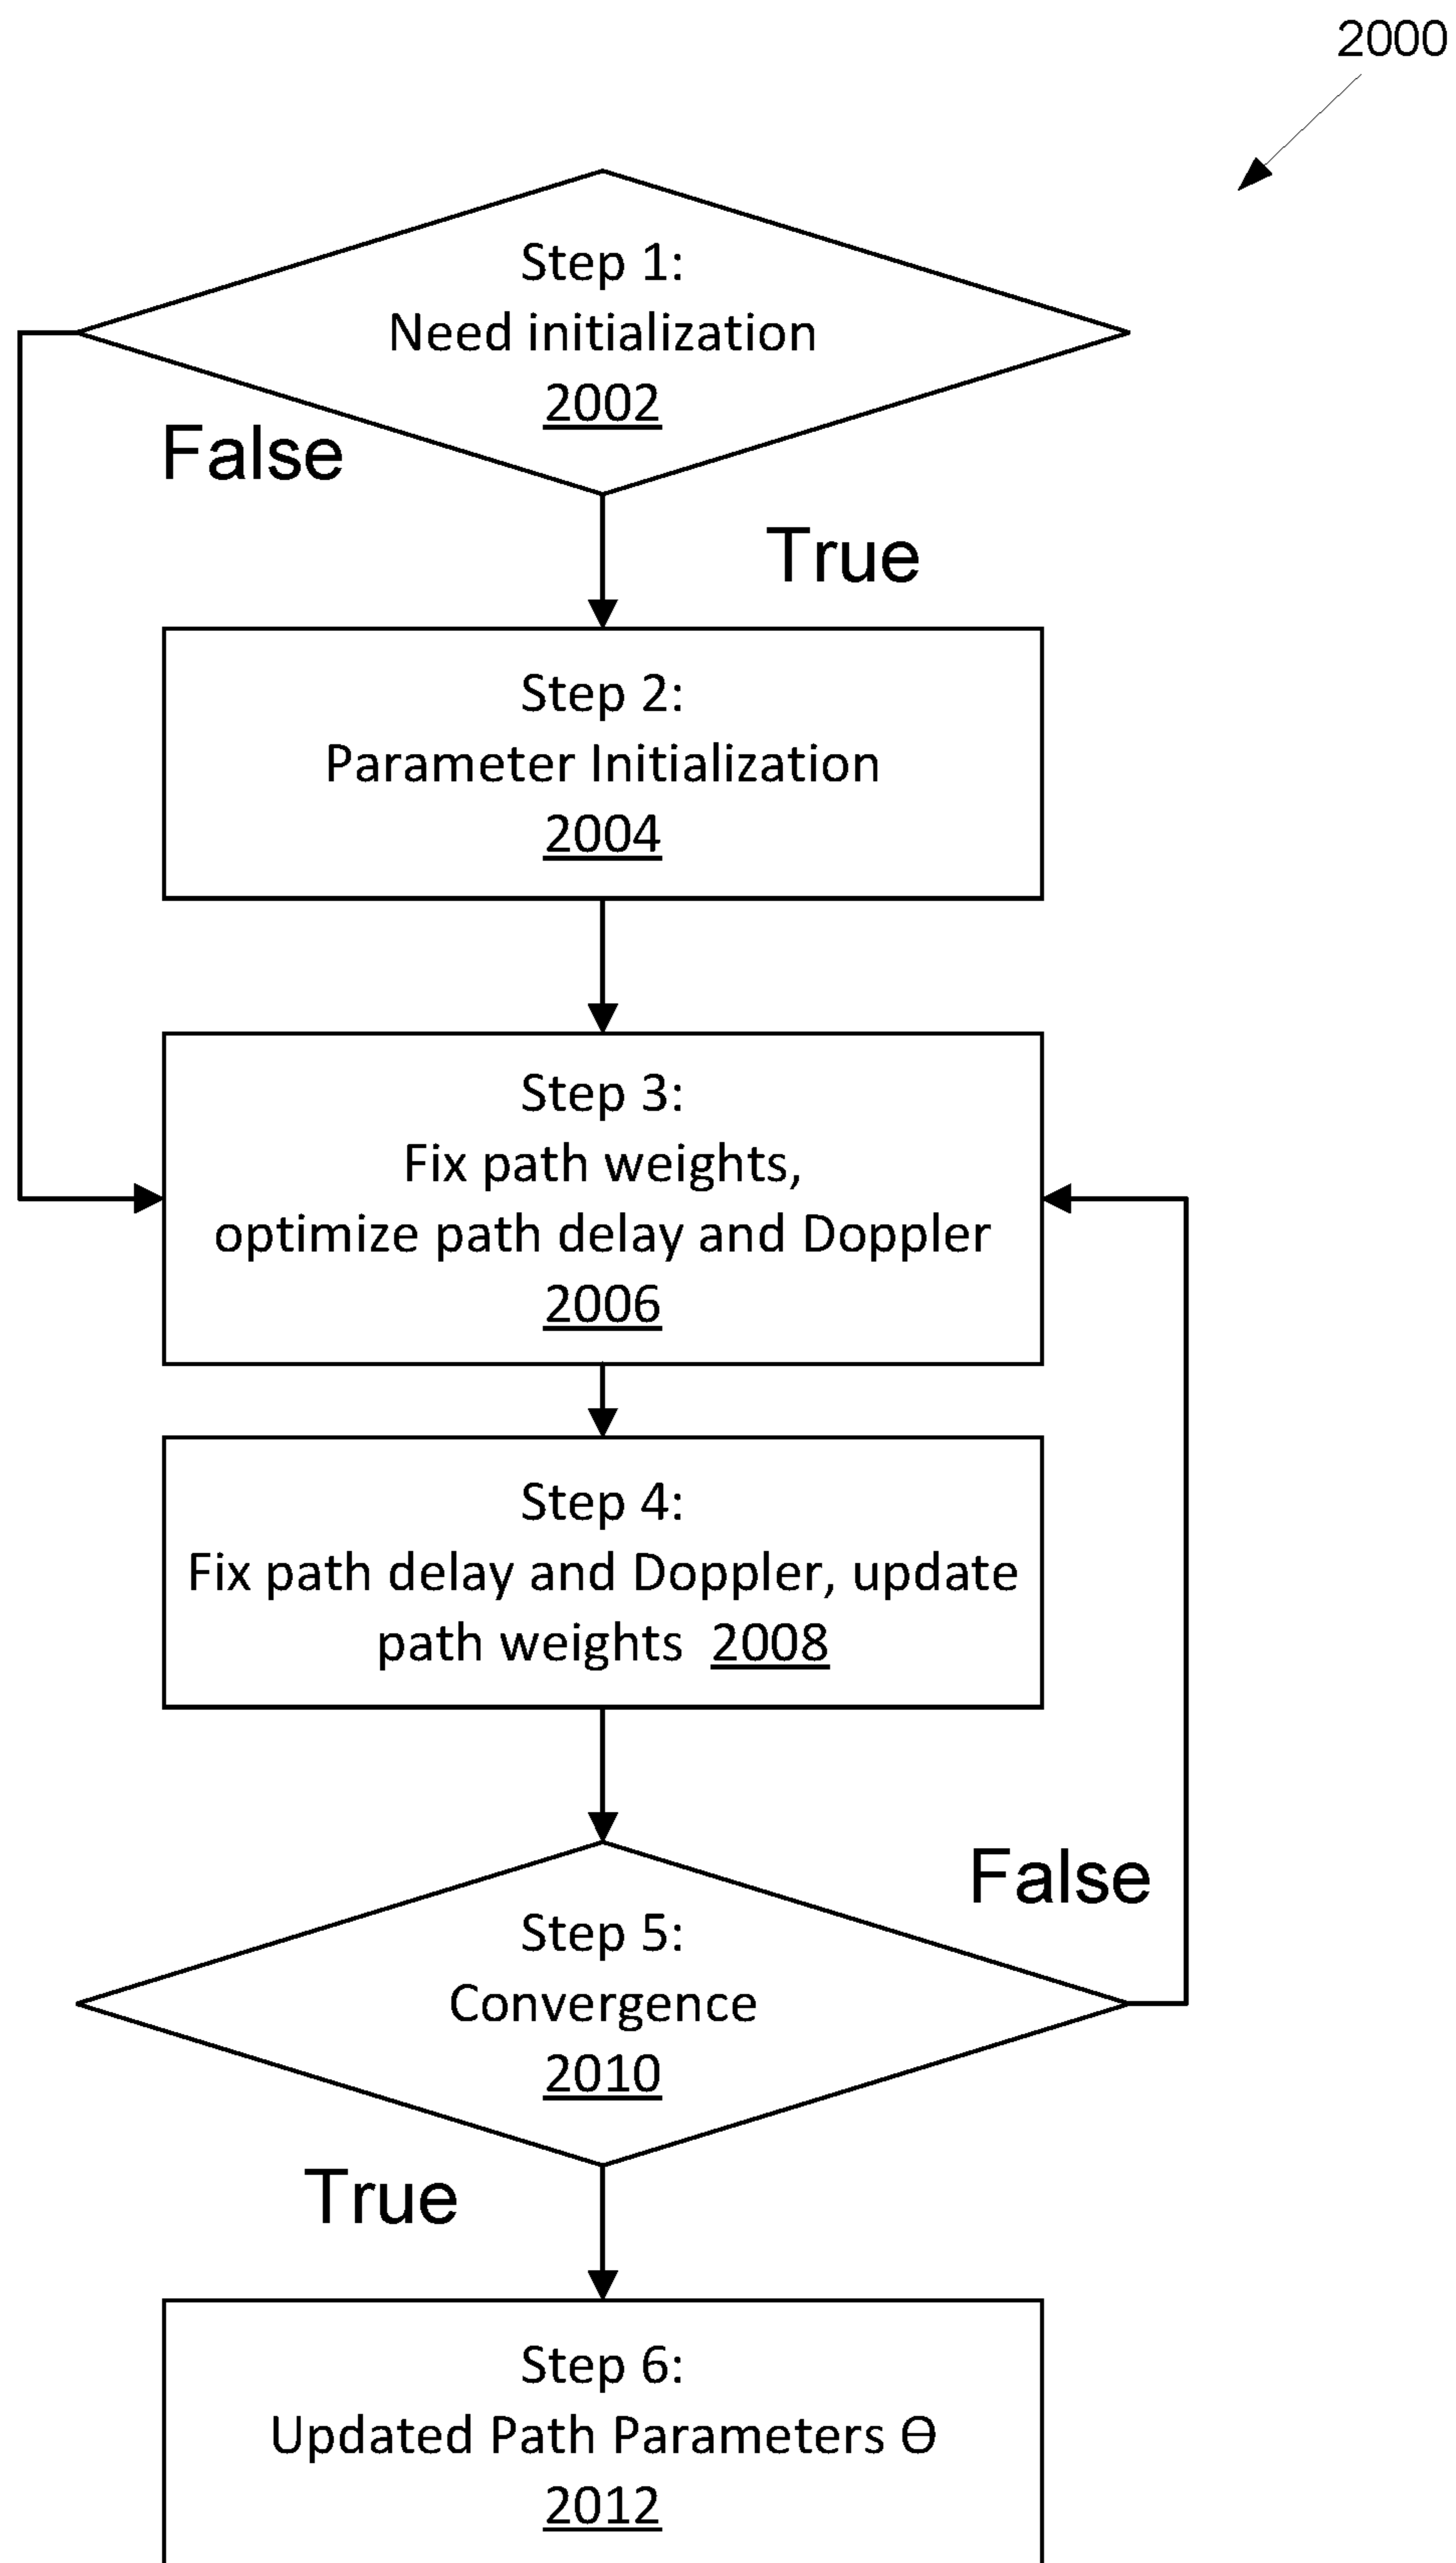 2000
Step 1:
Need initialization
2002
False
True
Step 2:
Parameter Initialization
2004
Step 3:
Fix path weights,
optimize path delay and Doppler
2006
Step 4:
Fix path delay and Doppler, update
path weights 2008
False
Step 5:
Convergence
2010
True
Step 6:
Updated Path Parameters Θ
2012